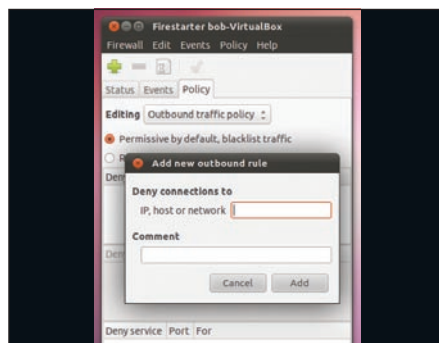 Firestarter bob-VirtualBox
Firewall Edit Events Policy Help
Status Events Policy
Editing Outbound traffic policy
Permissive by default, blacklist traffic
Add new outbound rule
Deny connections to
IP, host or network
Comment
Cancel Add
Deny service Port For